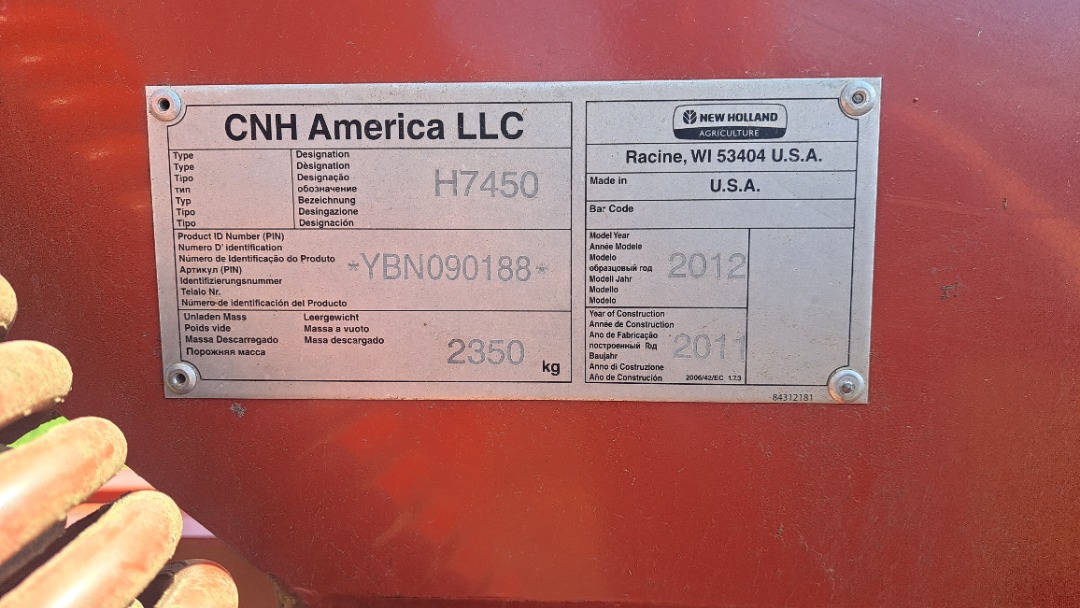 CNH America LLC
Type
Type
Tipo
тип
Typ
Tipo
Tipo
Designation
Dèsignation
Designação
обозначение
Bezeichnung
Desingazione
Designación
H7450
Product ID Number (PIN)
Numero D' identification
Número de Identificação do Produto
Артикул (PIN)
Identifizierungsnummer
Telaio Nr.
Número de identificación del Producto
*YBN090188*
Unladen Mass
Poids vide
Massa Descarregado
Порожняя масса
Leergewicht
Massa a vuoto
Masa descargado
2350 kg
NEW HOLLAND
AGRICULTURE
Racine, WI 53404 U.S.A.
Made in U.S.A.
Bar Code
Model Year
Année Modele
Modelo
образцовый год
Modell Jahr
Modello
Modelo
2012
Year of Construction
Année de Construction
Ano de Fabricação
построенный Год
Baujahr
Anno di Costruzione
Año de Construción
2011
2006/42/EC 1.7.3
84312181